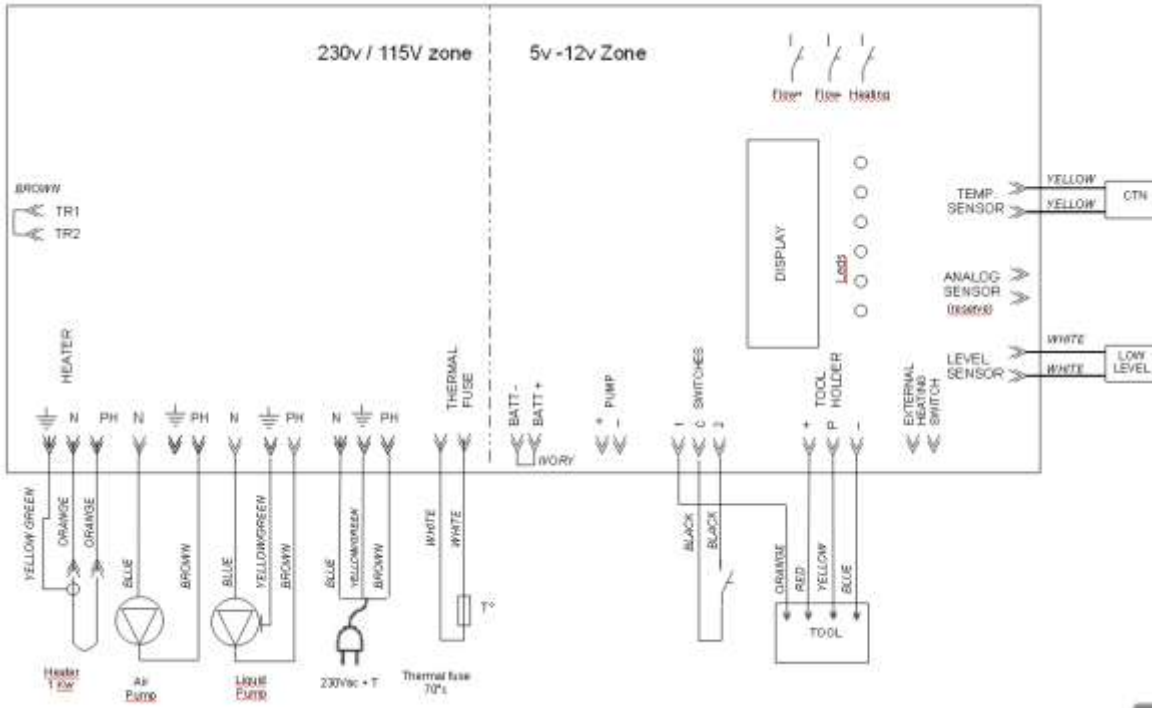 230v / 115V zone
5v -12v Zone
Flow+
Flow-
Heating
BROWN
TR1
TR2
DISPLAY
Leds
TEMP.
SENSOR
YELLOW
YELLOW
CTN
ANALOG
SENSOR
(reserve)
LEVEL
SENSOR
WHITE
WHITE
LOW
LEVEL
HEATER
THERMAL
FUSE
BATT -
BATT +
+
-
PUMP
1
C
2
SWITCHES
TOOL
HOLDER
+
P
-
EXTERNAL
HEATING
SWITCH
N
PH
N
PH
N
PH
N
PH
IVORY
YELLOW GREEN
ORANGE
ORANGE
BLUE
BROWN
BLUE
YELLOW/GREEN
BROWN
BLUE
YELLOW/GREEN
BROWN
WHITE
WHITE
BLACK
BLACK
ORANGE
RED
YELLOW
BLUE
T°
TOOL
Heater
1 Kw
Air
Pump
Liquid
Pump
230Vac + T
Thermal fuse
70°c